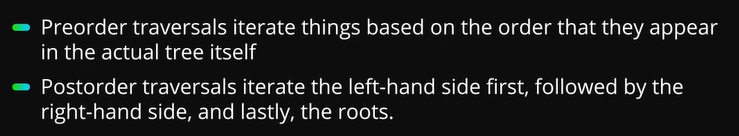 Preorder traversals iterate things based on the order that they appear
in the actual tree itself
Postorder traversals iterate the left-hand side first, followed by the
right-hand side, and lastly, the roots.